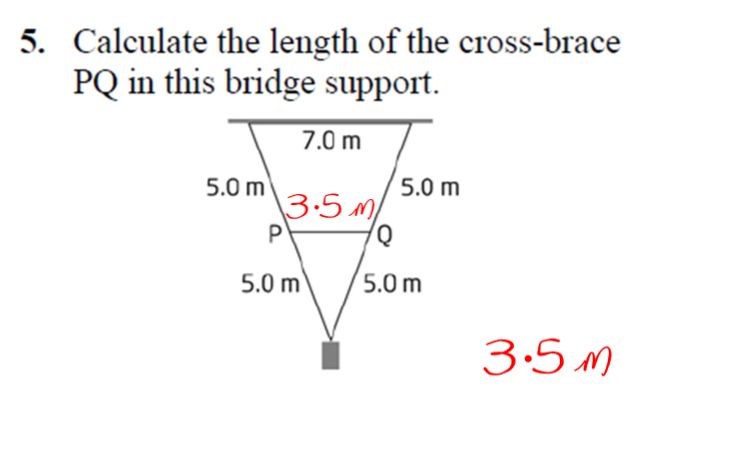 5. Calculate the length of the cross-brace
PQ in this bridge support.
7.0 m
5.0 m
5.0 m
3.5 m
P
Q
5.0 m
5.0 m
3.5 m